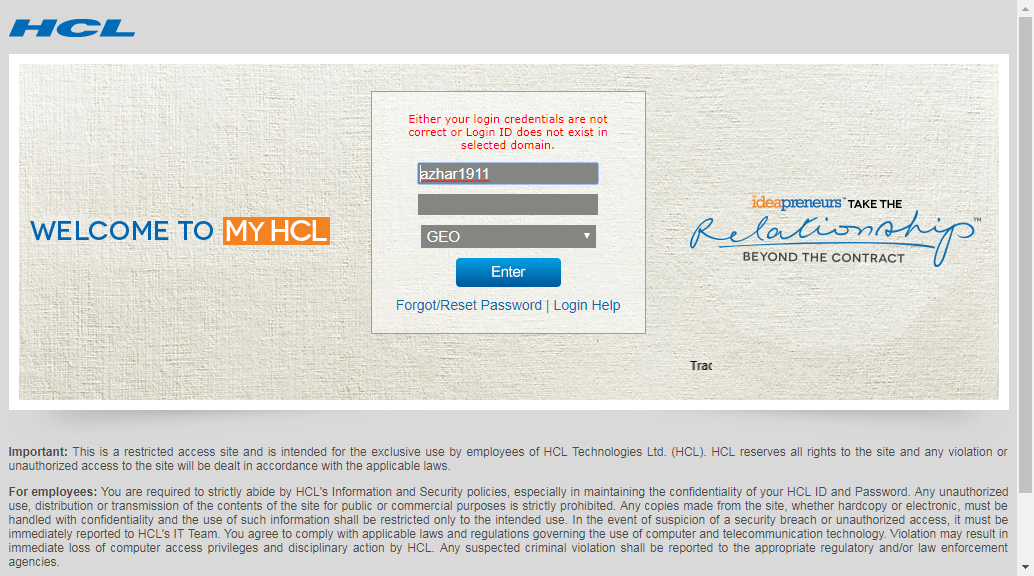 HCL
Either your login credentials are not
correct or Login ID does not exist in
selected domain.
azhar1911
GEO
Enter
Forgot/Reset Password | Login Help
WELCOME TO MY HCL
ideapreneurs™ TAKE THE
Relationship™
BEYOND THE CONTRACT
Trac
Important: This is a restricted access site and is intended for the exclusive use by employees of HCL Technologies Ltd. (HCL). HCL reserves all rights to the site and any violation or
unauthorized access to the site will be dealt in accordance with the applicable laws.
For employees: You are required to strictly abide by HCL's Information and Security policies, especially in maintaining the confidentiality of your HCL ID and Password. Any unauthorized
use, distribution or transmission of the contents of the site for public or commercial purposes is strictly prohibited. Any copies made from the site, whether hardcopy or electronic, must be
handled with confidentiality and the use of such information shall be restricted only to the intended use. In the event of suspicion of a security breach or unauthorized access, it must be
immediately reported to HCL's IT Team. You agree to comply with applicable laws and regulations governing the use of computer and telecommunication technology. Violation may result in
immediate loss of computer access privileges and disciplinary action by HCL. Any suspected criminal violation shall be reported to the appropriate regulatory and/or law enforcement
agencies.